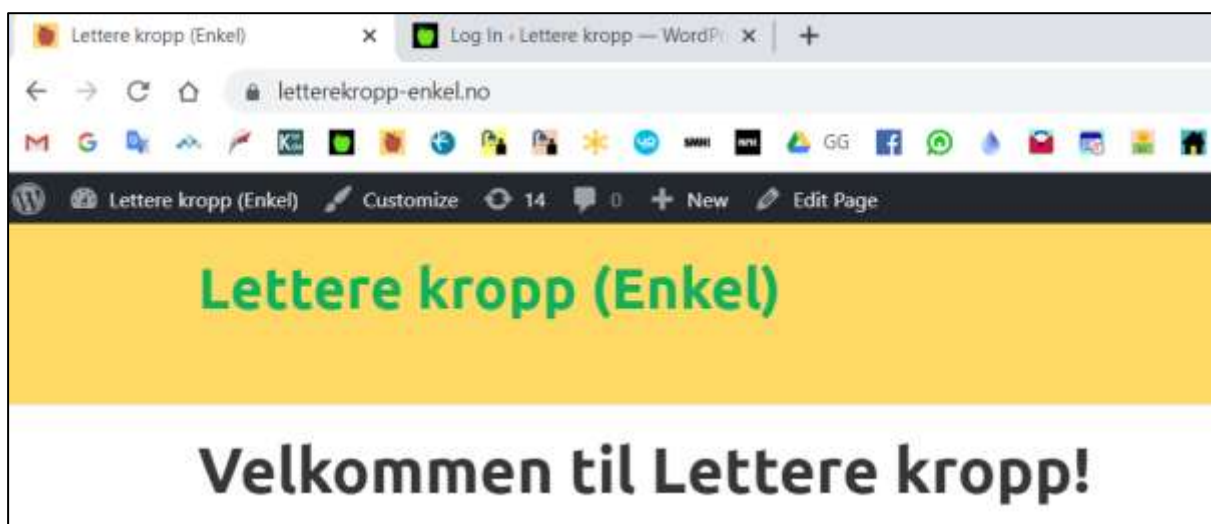 Lettere kropp (Enkel) Log In ‹ Lettere kropp — WordPr
letterekropp-enkel.no
GG
Lettere kropp (Enkel) Customize 14 0 New Edit Page
Lettere kropp (Enkel)
Velkommen til Lettere kropp!